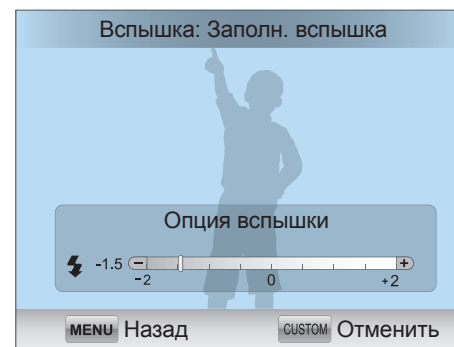 Вспышка: Заполн. вспышка
Опция вспышки
-1.5 − +
-2 0 +2
MENU Назад CUSTOM Отменить